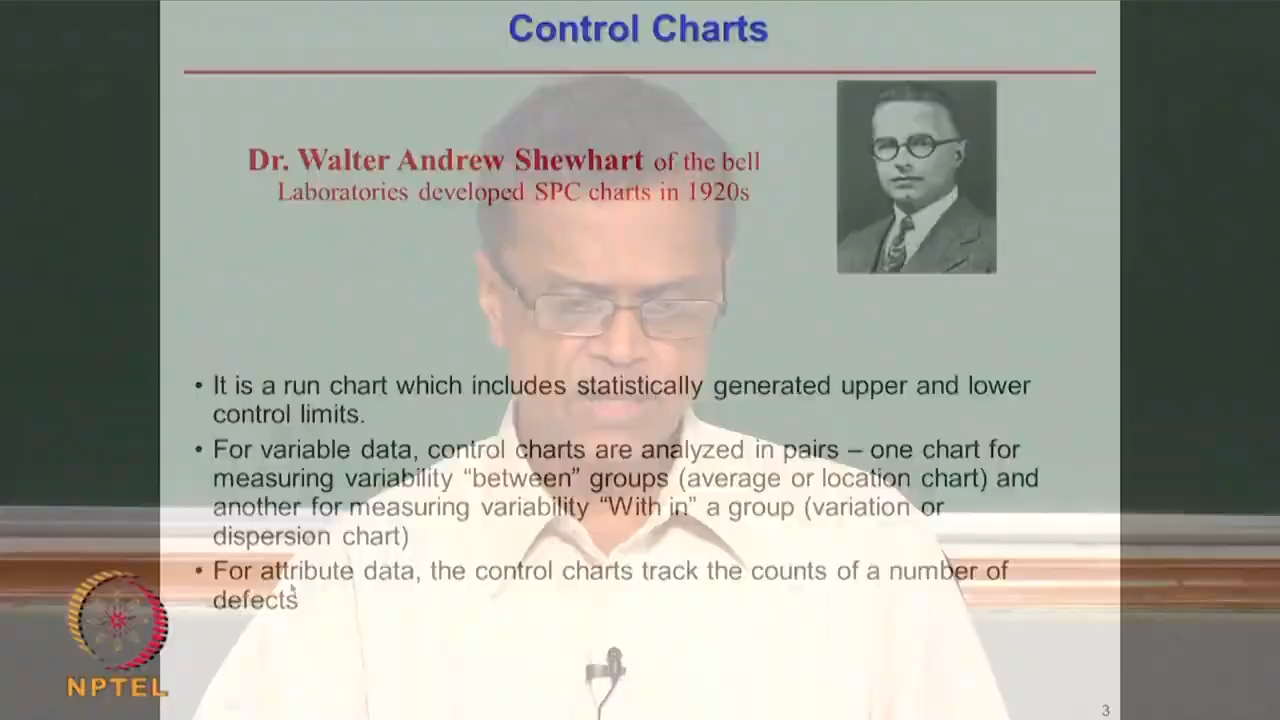 Control Charts
Dr. Walter Andrew Shewhart of the bell
Laboratories developed SPC charts in 1920s
• It is a run chart which includes statistically generated upper and lower
control limits.
• For variable data, control charts are analyzed in pairs – one chart for
measuring variability “between” groups (average or location chart) and
another for measuring variability “With in” a group (variation or
dispersion chart)
• For attribute data, the control charts track the counts of a number of
defects
NPTEL
3